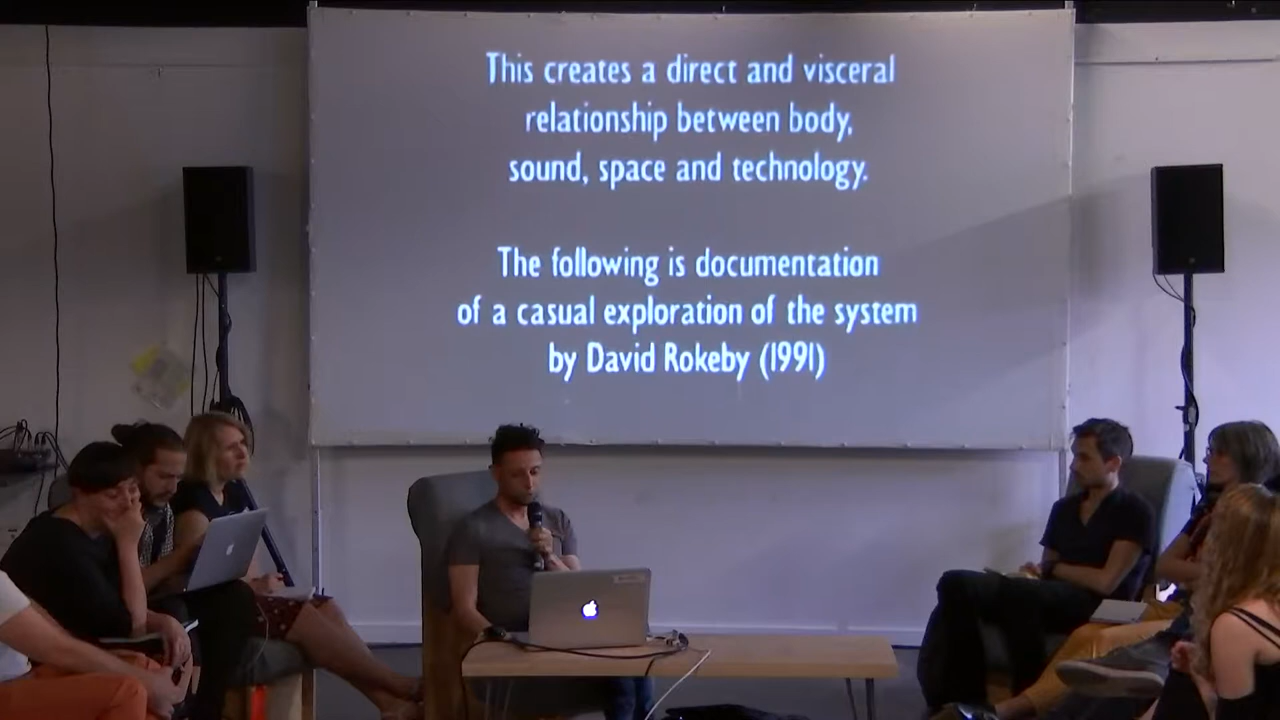 This creates a direct and visceral
relationship between body,
sound, space and technology.
The following is documentation
of a casual exploration of the system
by David Rokeby (1991)